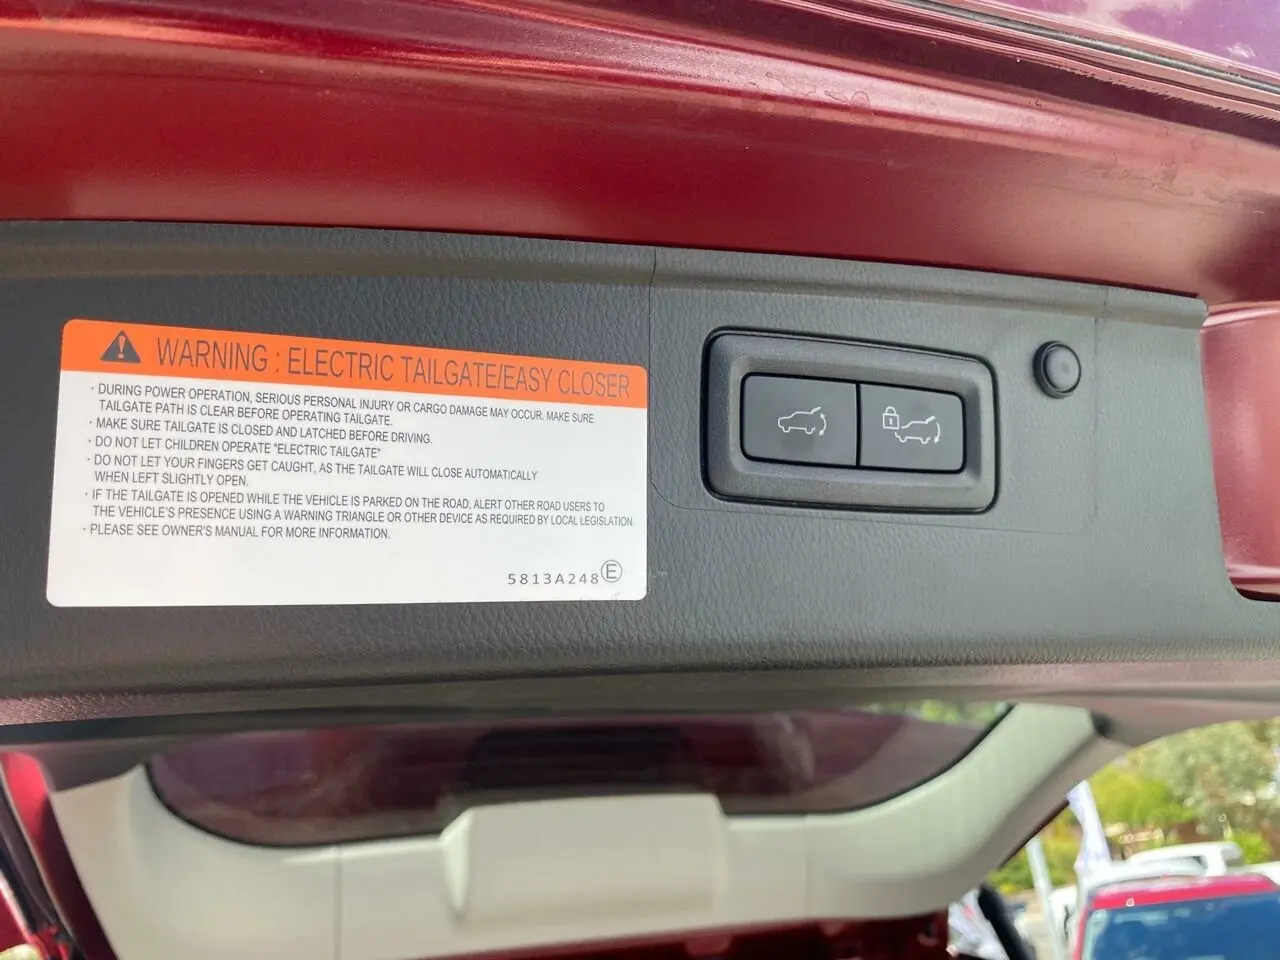 WARNING : ELECTRIC TAILGATE/EASY CLOSER
· DURING POWER OPERATION, SERIOUS PERSONAL INJURY OR CARGO DAMAGE MAY OCCUR. MAKE SURE
TAILGATE PATH IS CLEAR BEFORE OPERATING TAILGATE.
· MAKE SURE TAILGATE IS CLOSED AND LATCHED BEFORE DRIVING.
· DO NOT LET CHILDREN OPERATE "ELECTRIC TAILGATE"
· DO NOT LET YOUR FINGERS GET CAUGHT, AS THE TAILGATE WILL CLOSE AUTOMATICALLY
WHEN LEFT SLIGHTLY OPEN.
· IF THE TAILGATE IS OPENED WHILE THE VEHICLE IS PARKED ON THE ROAD, ALERT OTHER ROAD USERS TO
THE VEHICLE'S PRESENCE USING A WARNING TRIANGLE OR OTHER DEVICE AS REQUIRED BY LOCAL LEGISLATION.
· PLEASE SEE OWNER'S MANUAL FOR MORE INFORMATION.
5813A248 Ⓔ